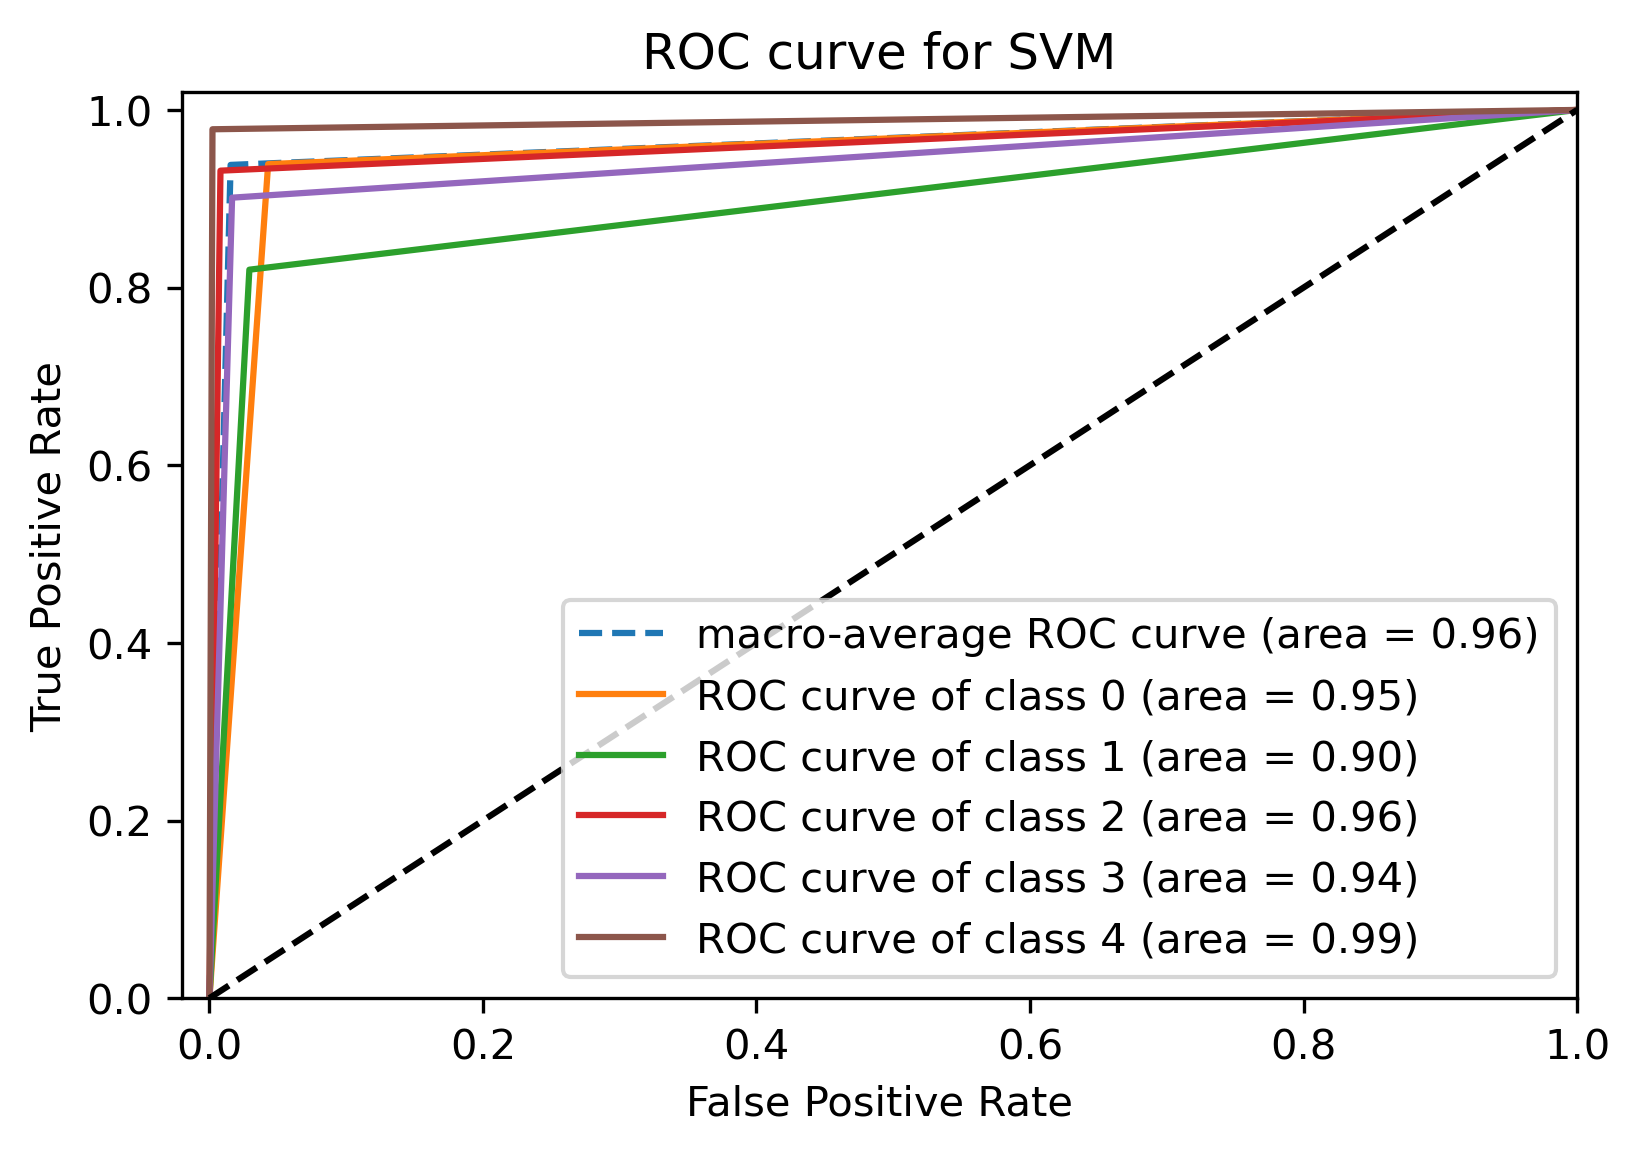 ROC curve for SVM
1.0
0.8
0.6
0.4
0.2
0.0
True Positive Rate
macro-average ROC curve (area = 0.96)
ROC curve of class 0 (area = 0.95)
ROC curve of class 1 (area = 0.90)
ROC curve of class 2 (area = 0.96)
ROC curve of class 3 (area = 0.94)
ROC curve of class 4 (area = 0.99)
0.0 0.2 0.4 0.6 0.8 1.0
False Positive Rate